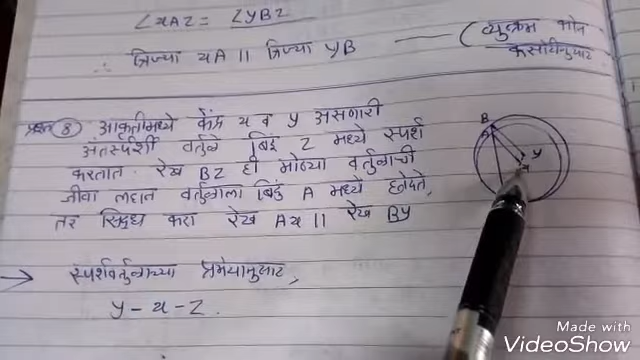 ∠xAZ = ∠YBZ
∴ त्रिज्या xA || त्रिज्या yB —— (व्युत्क्रम कोन
कसोटीनुसार
प्रश्न 8) आकृतीमध्ये केंद्र x व y असणारी
अंतर्स्पर्शी वर्तुळे बिंदू Z मध्ये स्पर्श
करतात. रेख BZ ही मोठ्या वर्तुळाची
जीवा लहान वर्तुळाला बिंदू A मध्ये छेदते,
तर सिद्ध करा रेख Ax || रेख By
→ स्पर्शवर्तुळाच्या प्रमेयानुसार,
y - x - Z.
B
A
y
x
Made with
VideoShow